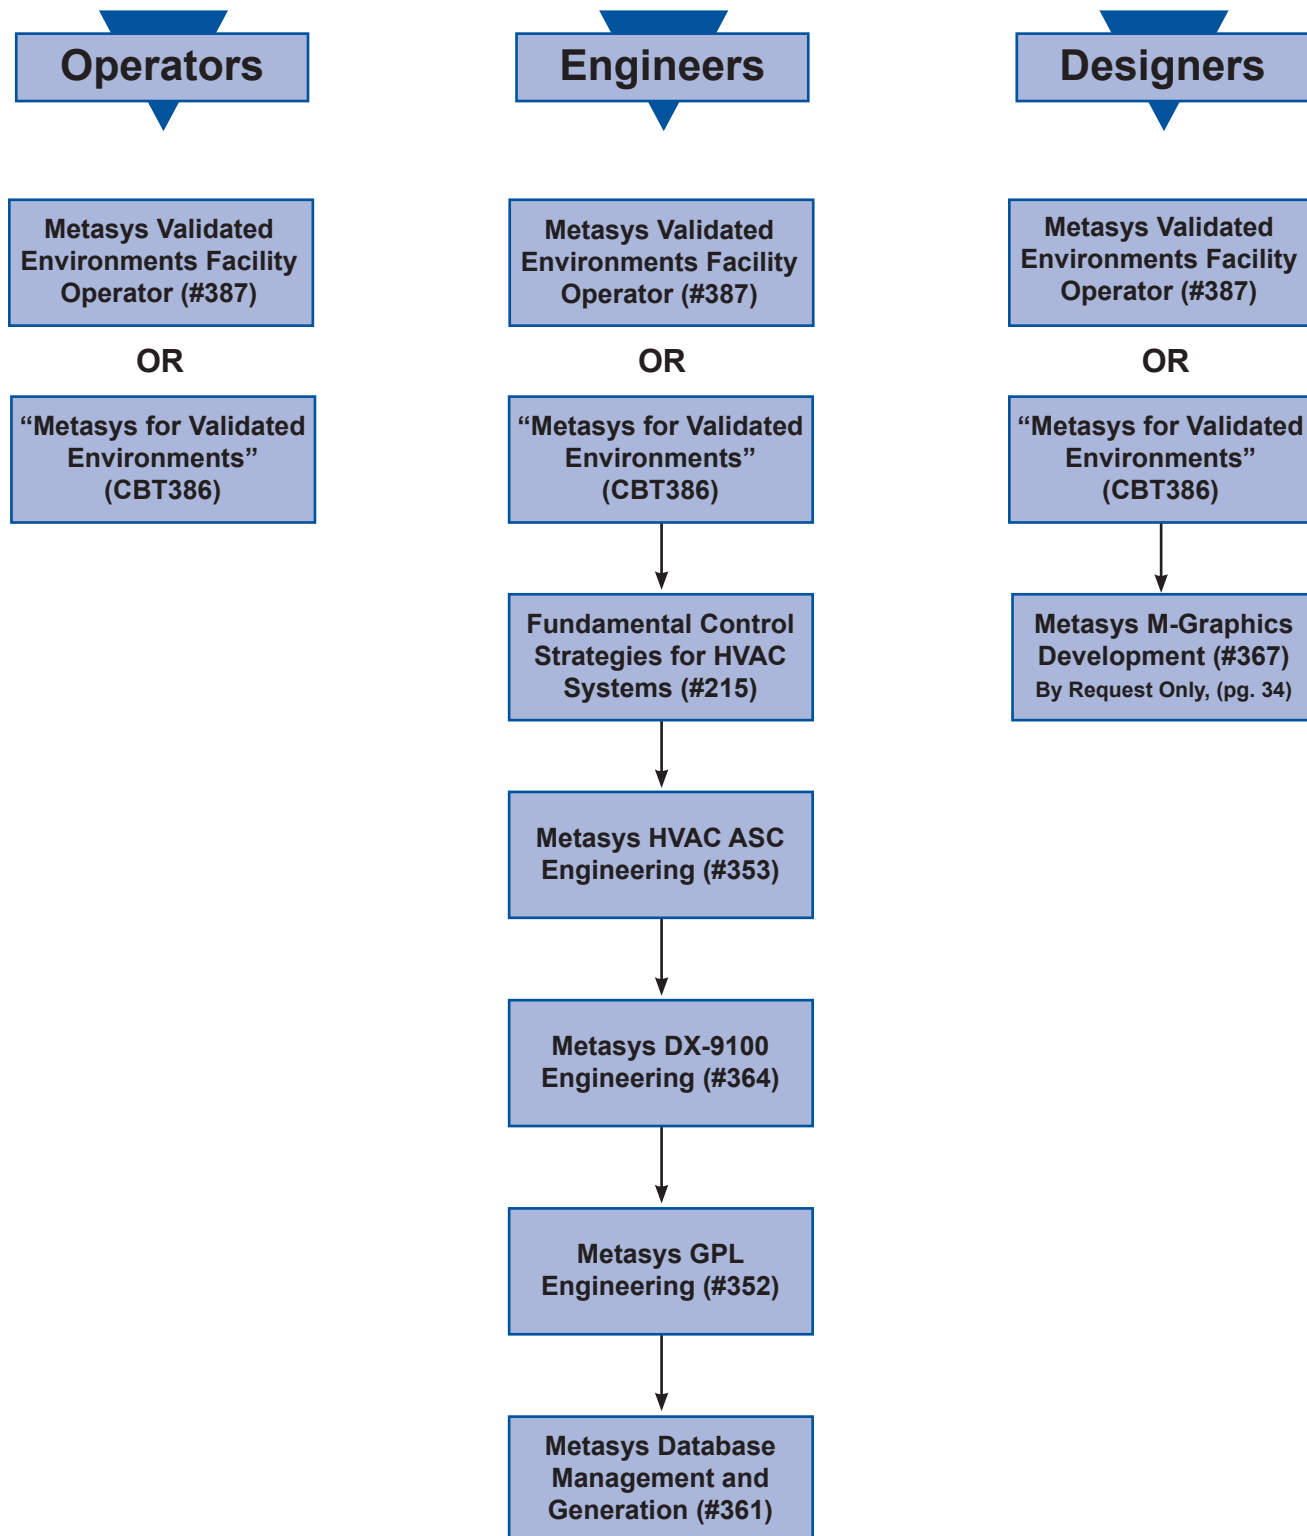 Operators
Engineers
Designers
Metasys Validated
Environments Facility
Operator (#387)
OR
“Metasys for Validated
Environments”
(CBT386)
Metasys Validated
Environments Facility
Operator (#387)
OR
“Metasys for Validated
Environments”
(CBT386)
Fundamental Control
Strategies for HVAC
Systems (#215)
Metasys HVAC ASC
Engineering (#353)
Metasys DX-9100
Engineering (#364)
Metasys GPL
Engineering (#352)
Metasys Database
Management and
Generation (#361)
Metasys Validated
Environments Facility
Operator (#387)
OR
“Metasys for Validated
Environments”
(CBT386)
Metasys M-Graphics
Development (#367)
By Request Only, (pg. 34)